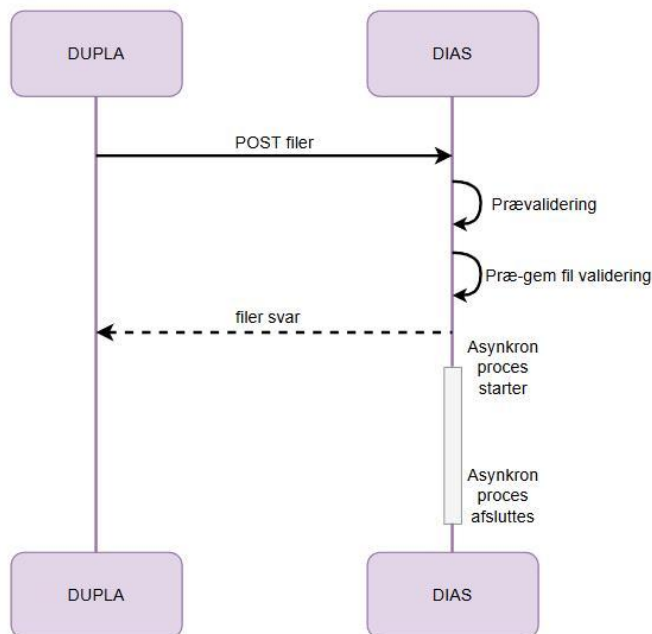 DUPLA
DIAS
POST filer
Prævalidering
Præ-gem fil validering
filer svar
Asynkron
proces
starter
Asynkron
proces
afsluttes
DUPLA
DIAS